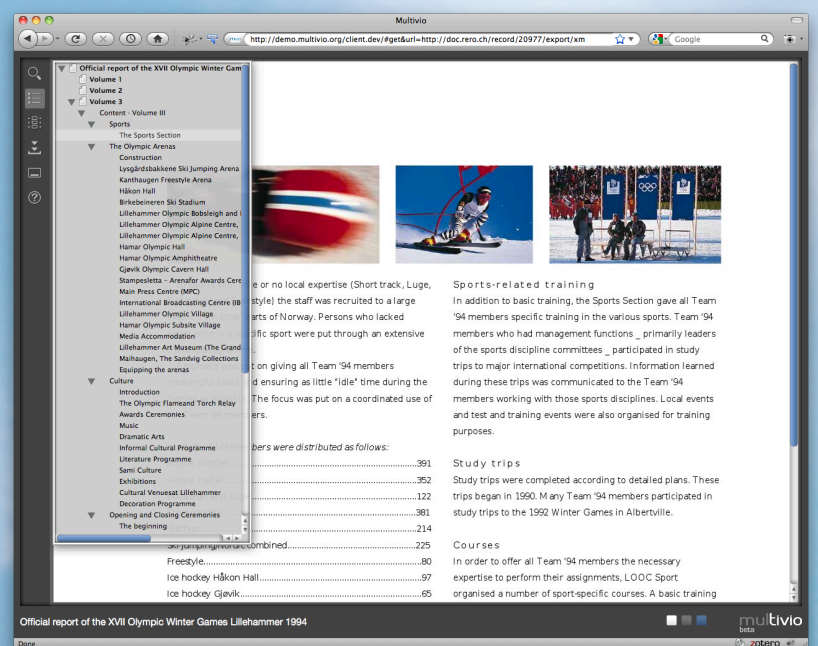 Multivio
http://demo.multivio.org/client.dev/#get&url=http://doc.rero.ch/record/20977/export/xm
Google
Official report of the XVII Olympic Winter Gam
Volume 1
Volume 2
Volume 3
Content - Volume III
Sports
The Sports Section
The Olympic Arenas
Construction
Lysgårdsbakkene Ski Jumping Arena
Kanthaugen Freestyle Arena
Håkon Hall
Birkebeineren Ski Stadium
Lillehammer Olympic Bobsleigh and
Lillehammer Olympic Alpine Centre,
Lillehammer Olympic Alpine Centre,
Hamar Olympic Hall
Hamar Olympic Amphitheatre
Gjøvik Olympic Cavern Hall
Stampesletta - Arenafor Awards Cere
Main Press Centre (MPC)
International Broadcasting Centre (IB
Lillehammer Olympic Village
Hamar Olympic Subsite Village
Media Accommodation
Lillehammer Art Museum (The Grand
Maihaugen, The Sandvig Collections
Equipping the arenas
Culture
Introduction
The Olympic Flameand Torch Relay
Awards Ceremonies
Music
Dramatic Arts
Informal Cultural Programme
Literature Programme
Sami Culture
Exhibitions
Cultural Venuesat Lillehammer
Decoration Programme
Opening and Closing Ceremonies
The beginning
e or no local expertise (Short track, Luge,
style) the staff was recruited to a large
arts of Norway. Persons who lacked
ific sport were put through an extensive
t on giving all Team '94 members
d ensuring as little "idle" time during the
The focus was put on a coordinated use of
ers.
bers were distributed as follows:
391
352
122
381
214
Ski jumping/Nordic combined 225
Freestyle 80
Ice hockey Håkon Hall 97
Ice hockey Gjøvik 65
Sports-related training
In addition to basic training, the Sports Section gave all Team
'94 members specific training in the various sports. Team '94
members who had management functions _ primarily leaders
of the sports discipline committees _ participated in study
trips to major international competitions. Information learned
during these trips was communicated to the Team '94
members working with those sports disciplines. Local events
and test and training events were also organised for training
purposes.
Study trips
Study trips were completed according to detailed plans. These
trips began in 1990. Many Team '94 members participated in
study trips to the 1992 Winter Games in Albertville.
Courses
In order to offer all Team '94 members the necessary
expertise to perform their assignments, LOOC Sport
organised a number of sport-specific courses. A basic training
Official report of the XVII Olympic Winter Games Lillehammer 1994
multivio
beta
Done
zotero